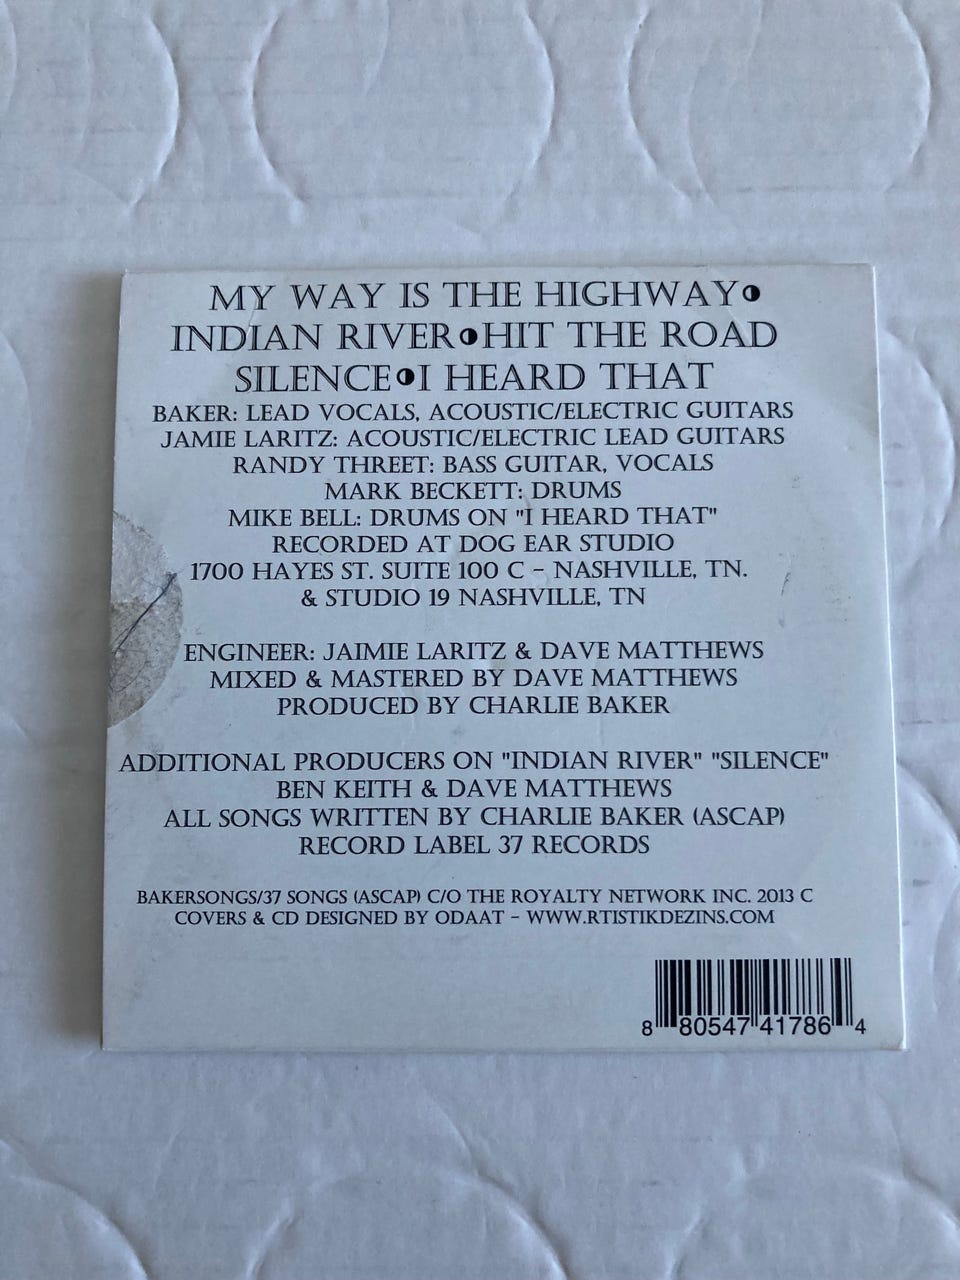 MY WAY IS THE HIGHWAY◑
INDIAN RIVER◑HIT THE ROAD
SILENCE◑I HEARD THAT
BAKER: LEAD VOCALS, ACOUSTIC/ELECTRIC GUITARS
JAMIE LARITZ: ACOUSTIC/ELECTRIC LEAD GUITARS
RANDY THREET: BASS GUITAR, VOCALS
MARK BECKETT: DRUMS
MIKE BELL: DRUMS ON "I HEARD THAT"
RECORDED AT DOG EAR STUDIO
1700 HAYES ST. SUITE 100 C - NASHVILLE, TN.
& STUDIO 19 NASHVILLE, TN
ENGINEER: JAIMIE LARITZ & DAVE MATTHEWS
MIXED & MASTERED BY DAVE MATTHEWS
PRODUCED BY CHARLIE BAKER
ADDITIONAL PRODUCERS ON "INDIAN RIVER" "SILENCE"
BEN KEITH & DAVE MATTHEWS
ALL SONGS WRITTEN BY CHARLIE BAKER (ASCAP)
RECORD LABEL 37 RECORDS
BAKERSONGS/37 SONGS (ASCAP) C/O THE ROYALTY NETWORK INC. 2013 C
COVERS & CD DESIGNED BY ODAAT - WWW.RTISTIKDEZINS.COM
8 80547 41786 4